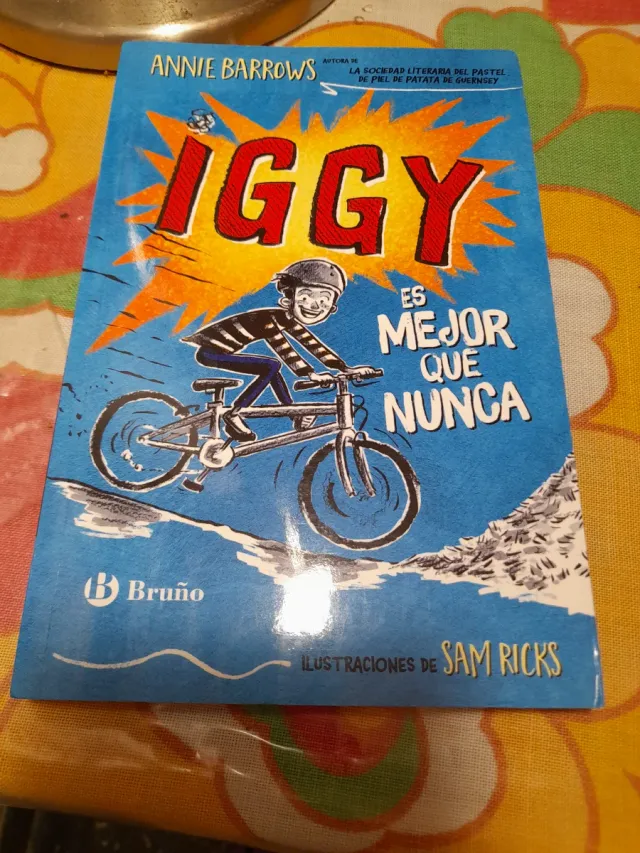 ANNIE BARROWS
AUTORA DE
LA SOCIEDAD LITERARIA DEL PASTEL
DE PIEL DE PATATA DE GUERNSEY
IGGY
ES
MEJOR
QUE
NUNCA
B Bruño
ILUSTRACIONES DE SAM RICKS